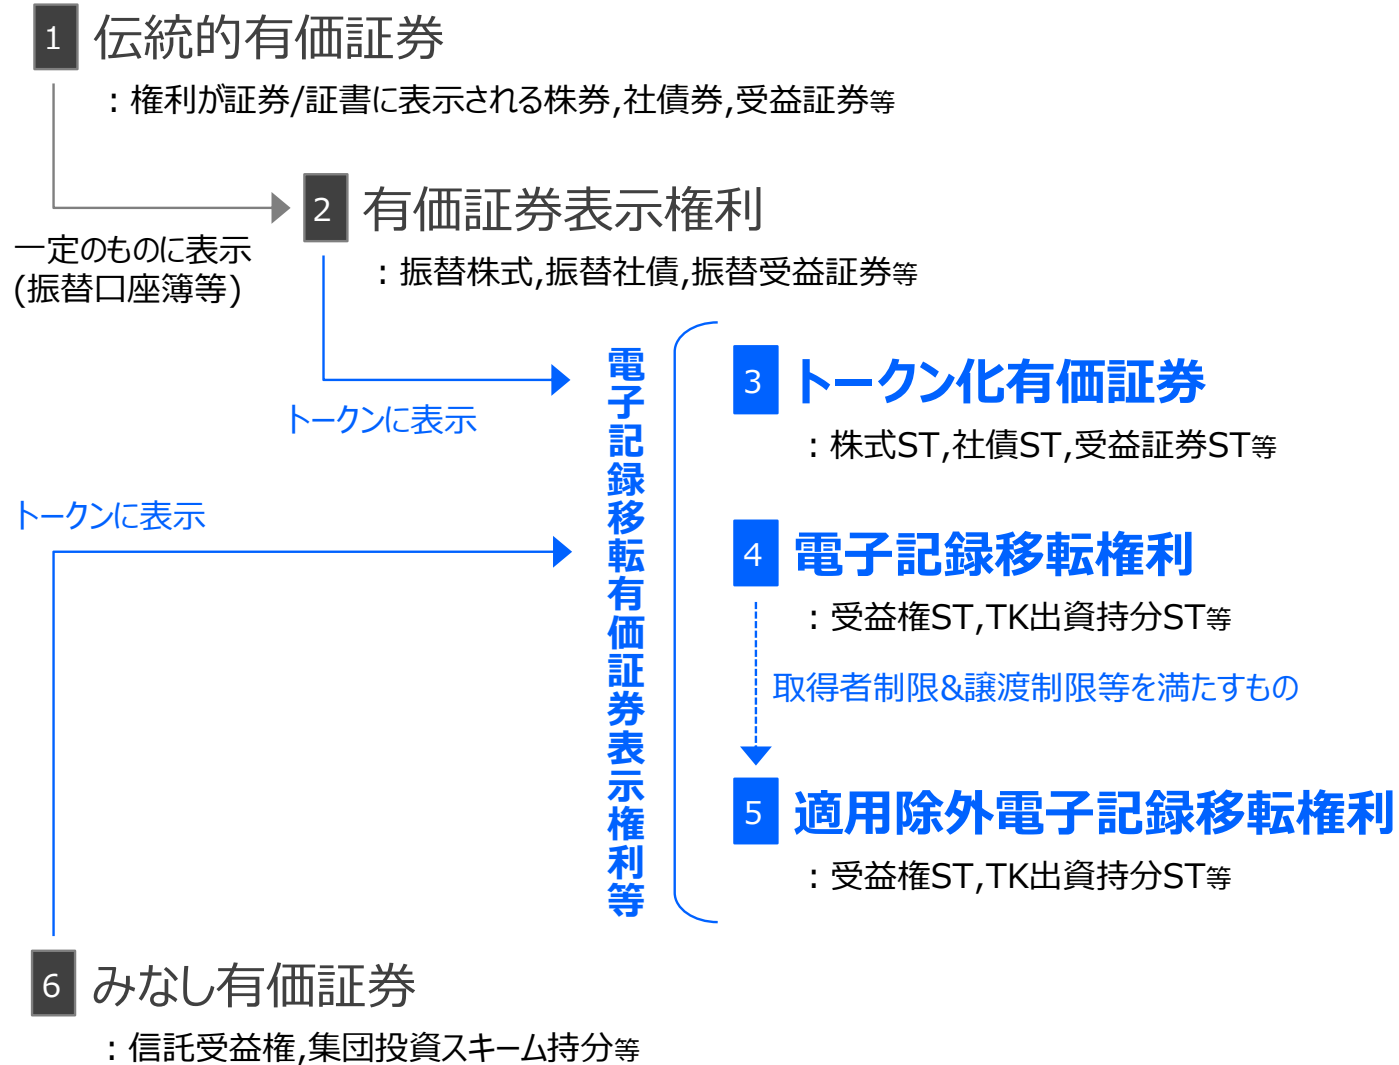 1 伝統的有価証券
：権利が証券/証書に表示される株券,社債券,受益証券等
2 有価証券表示権利
一定のものに表示
(振替口座簿等)
：振替株式,振替社債,振替受益証券等
電子記録移転有価証券表示権利等
3 トークン化有価証券
トークンに表示
：株式ST,社債ST,受益証券ST等
トークンに表示
4 電子記録移転権利
：受益権ST,TK出資持分ST等
取得者制限&譲渡制限等を満たすもの
5 適用除外電子記録移転権利
：受益権ST,TK出資持分ST等
6 みなし有価証券
：信託受益権,集団投資スキーム持分等